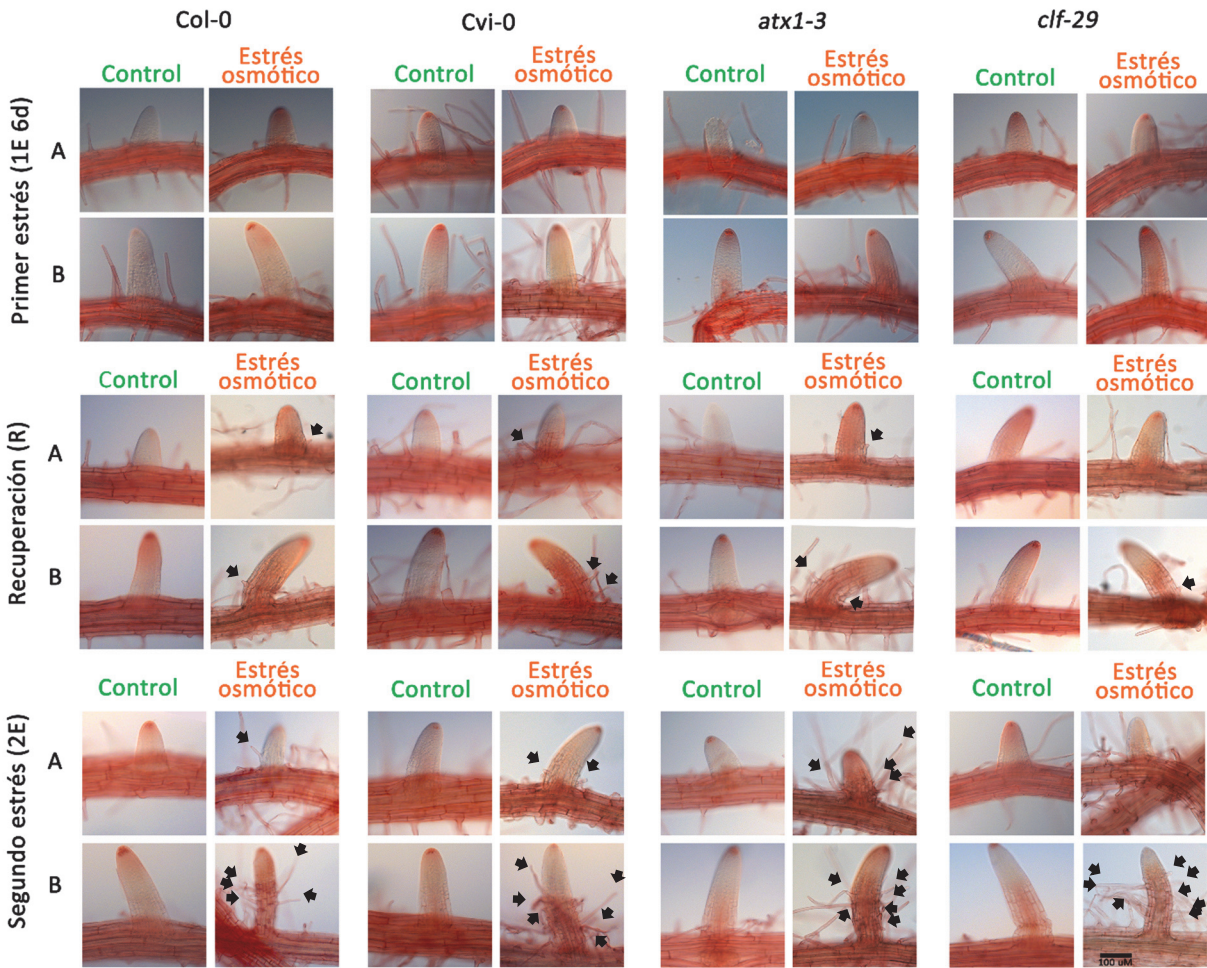 Col-0 Cvi-0 atx1-3 clf-29
Primer estrés (1E 6d)
Control Estrés osmótico Control Estrés osmótico Control Estrés osmótico Control Estrés osmótico
A
B
Recuperación (R)
Control Estrés osmótico Control Estrés osmótico Control Estrés osmótico Control Estrés osmótico
A
B
Segundo estrés (2E)
Control Estrés osmótico Control Estrés osmótico Control Estrés osmótico Control Estrés osmótico
A
B
100 uM